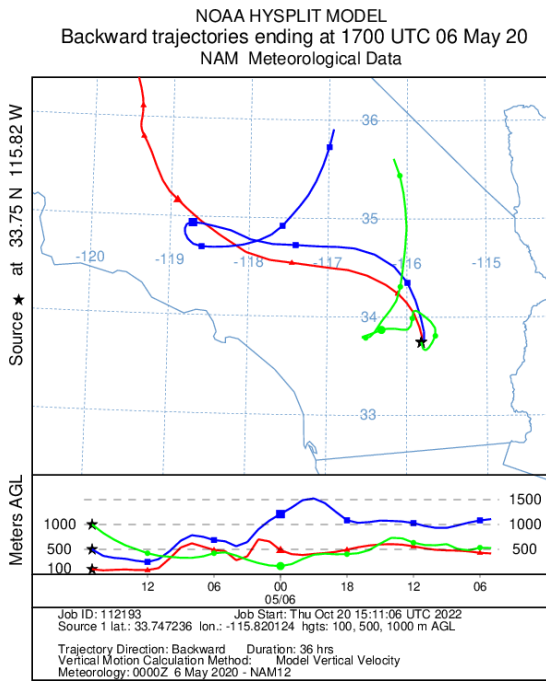 NOAA HYSPLIT MODEL
Backward trajectories ending at 1700 UTC 06 May 20
NAM Meteorological Data
Source ★ at 33.75 N 115.82 W
36
35
-120
-119
-118
-117
-116
-115
34
33
Meters AGL
1500
1000
1000
500
500
100
12
06
00
18
12
06
05/06
Job ID: 112193 Job Start: Thu Oct 20 15:11:06 UTC 2022
Source 1 lat.: 33.747236 lon.: -115.820124 hgts: 100, 500, 1000 m AGL
Trajectory Direction: Backward Duration: 36 hrs
Vertical Motion Calculation Method: Model Vertical Velocity
Meteorology: 0000Z 6 May 2020 - NAM12